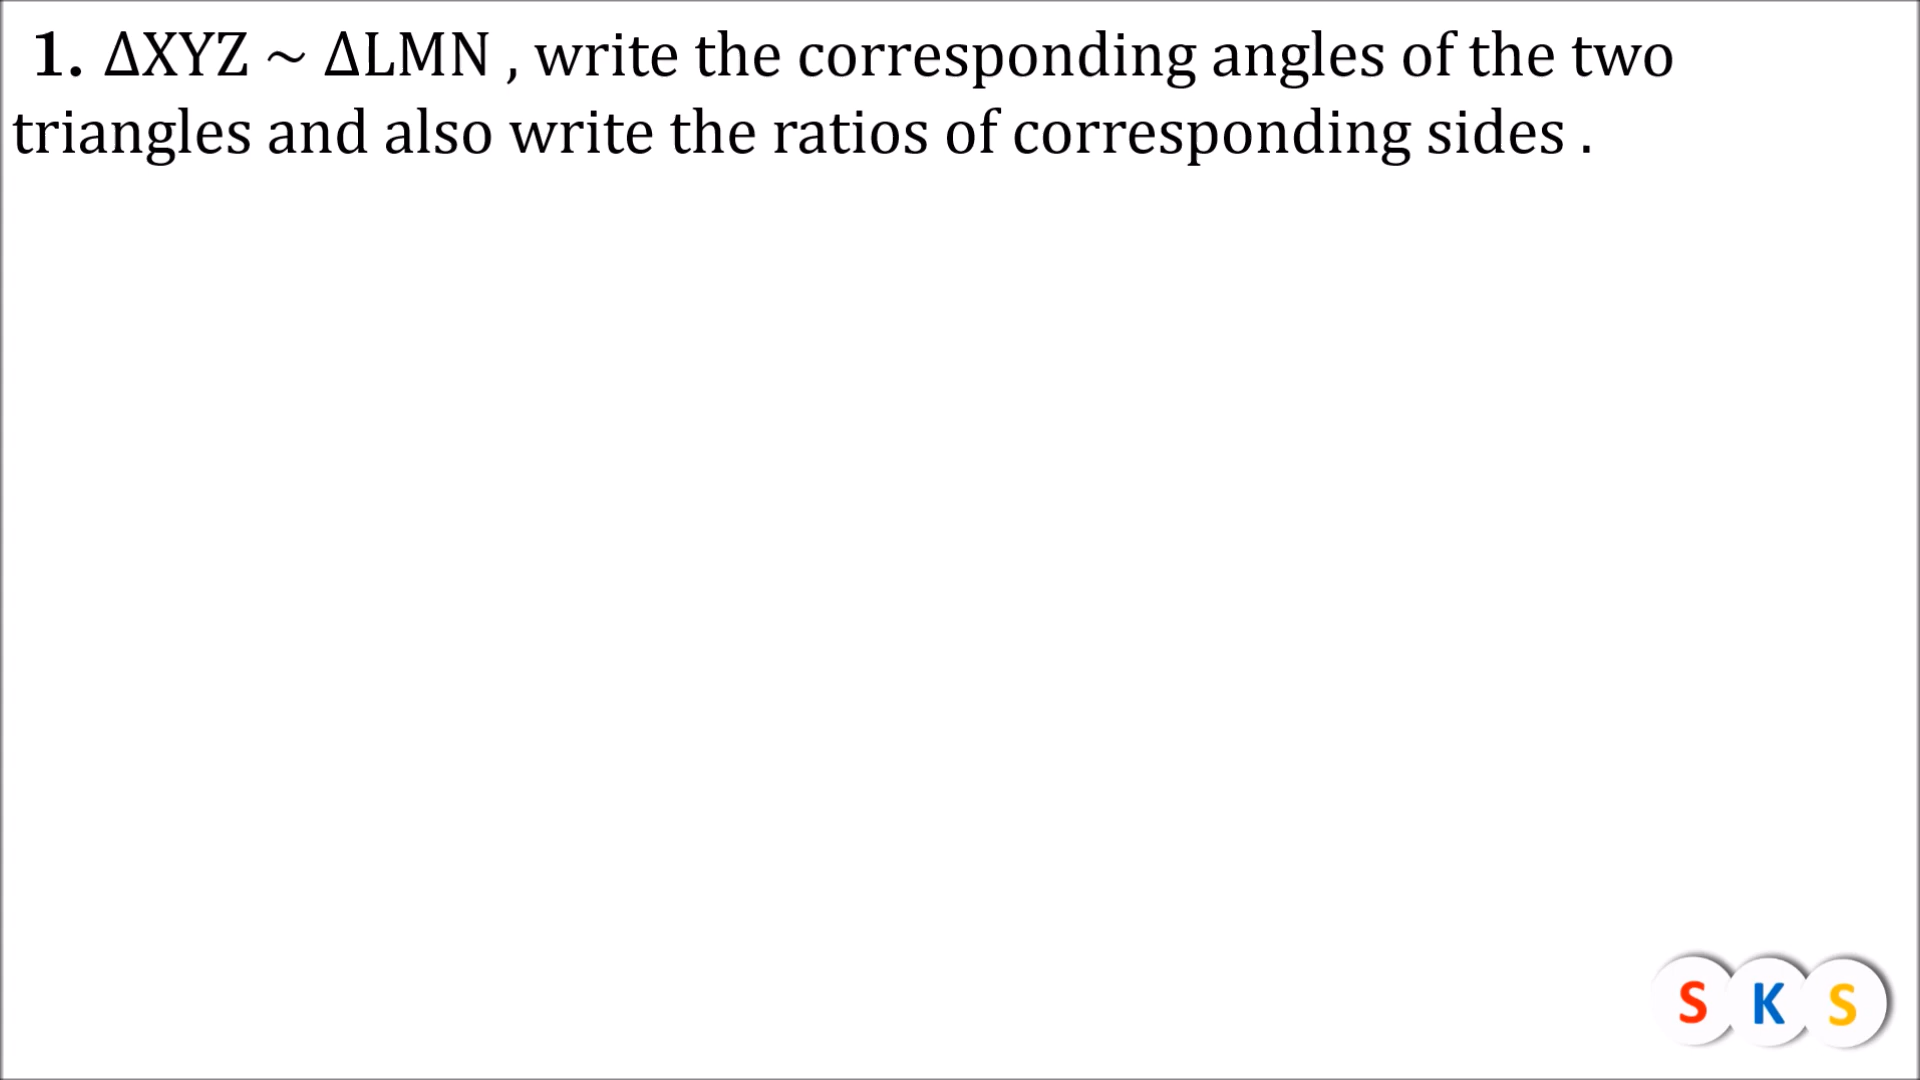 1. ΔXYZ ~ ΔLMN , write the corresponding angles of the two
triangles and also write the ratios of corresponding sides .
S K S